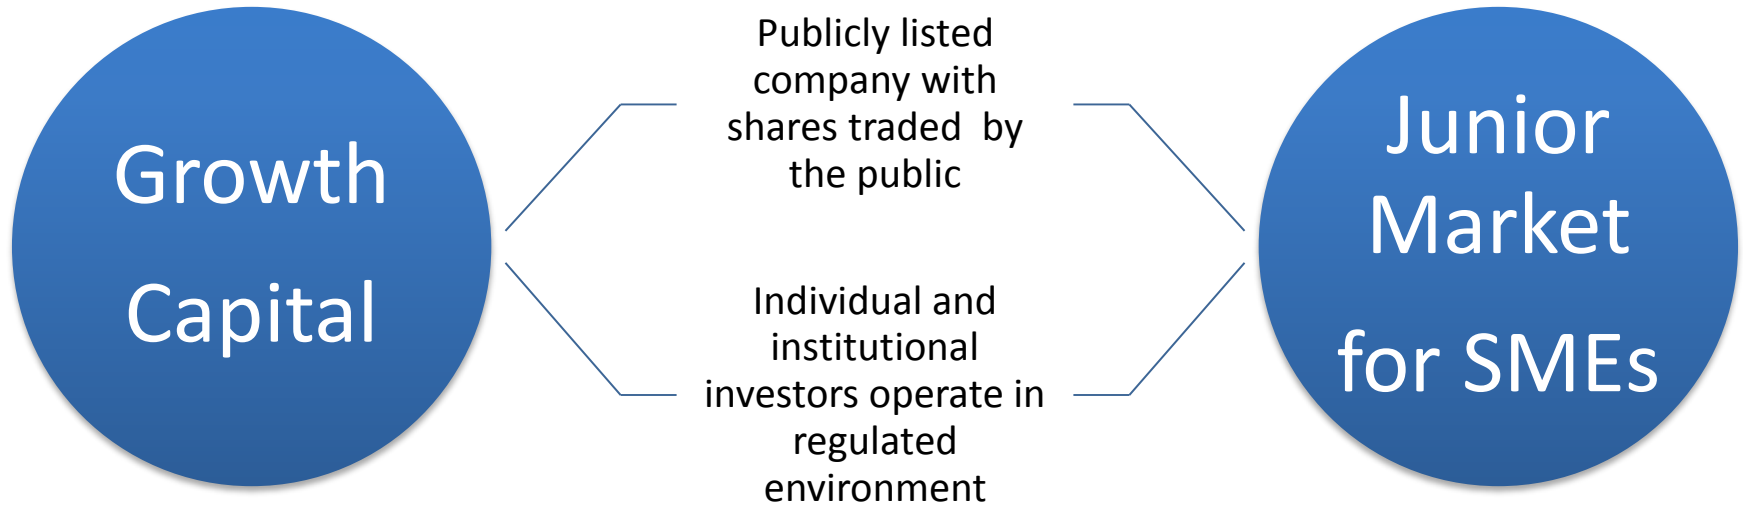 Growth
Capital
Publicly listed
company with
shares traded  by
the public
Individual and
institutional
investors operate in
regulated
environment
Junior
Market
for SMEs